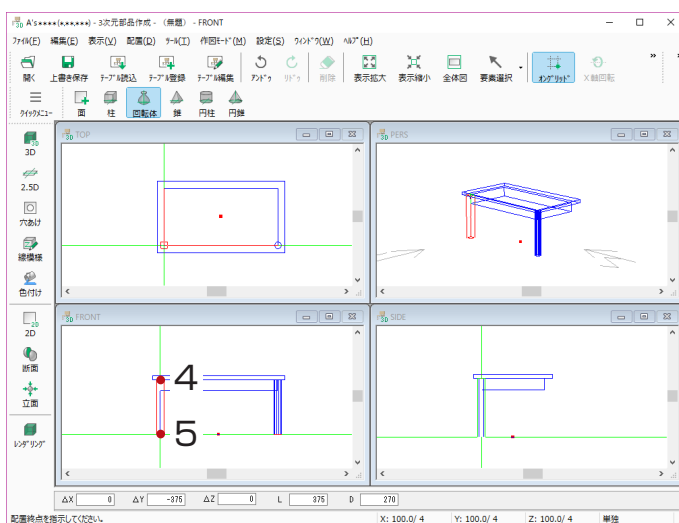 A's****(*,**,***) - 3次元部品作成 - （無題） - FRONT
ファイル(F) 編集(E) 表示(V) 配置(D) ツール(T) 作図モード(M) 設定(S) ウィンドウ(W) ヘルプ(H)
開く 上書き保存 テーブル読込 テーブル登録 テーブル編集 アンドゥ リドゥ 削除 表示拡大 表示縮小 全体図 要素選択 オングリッド X軸回転
クイックメニュー 面 柱 回転体 錐 円柱 円錐
3D
2.5D
穴あけ
線模様
色付け
2D
断面
立面
レンダリング
TOP
PERS
FRONT
4
5
SIDE
ΔX 0 ΔY -375 ΔZ 0 L 375 D 270
配置終点を指示してください。 X: 100.0/ 4 Y: 100.0/ 4 Z: 100.0/ 4 単独